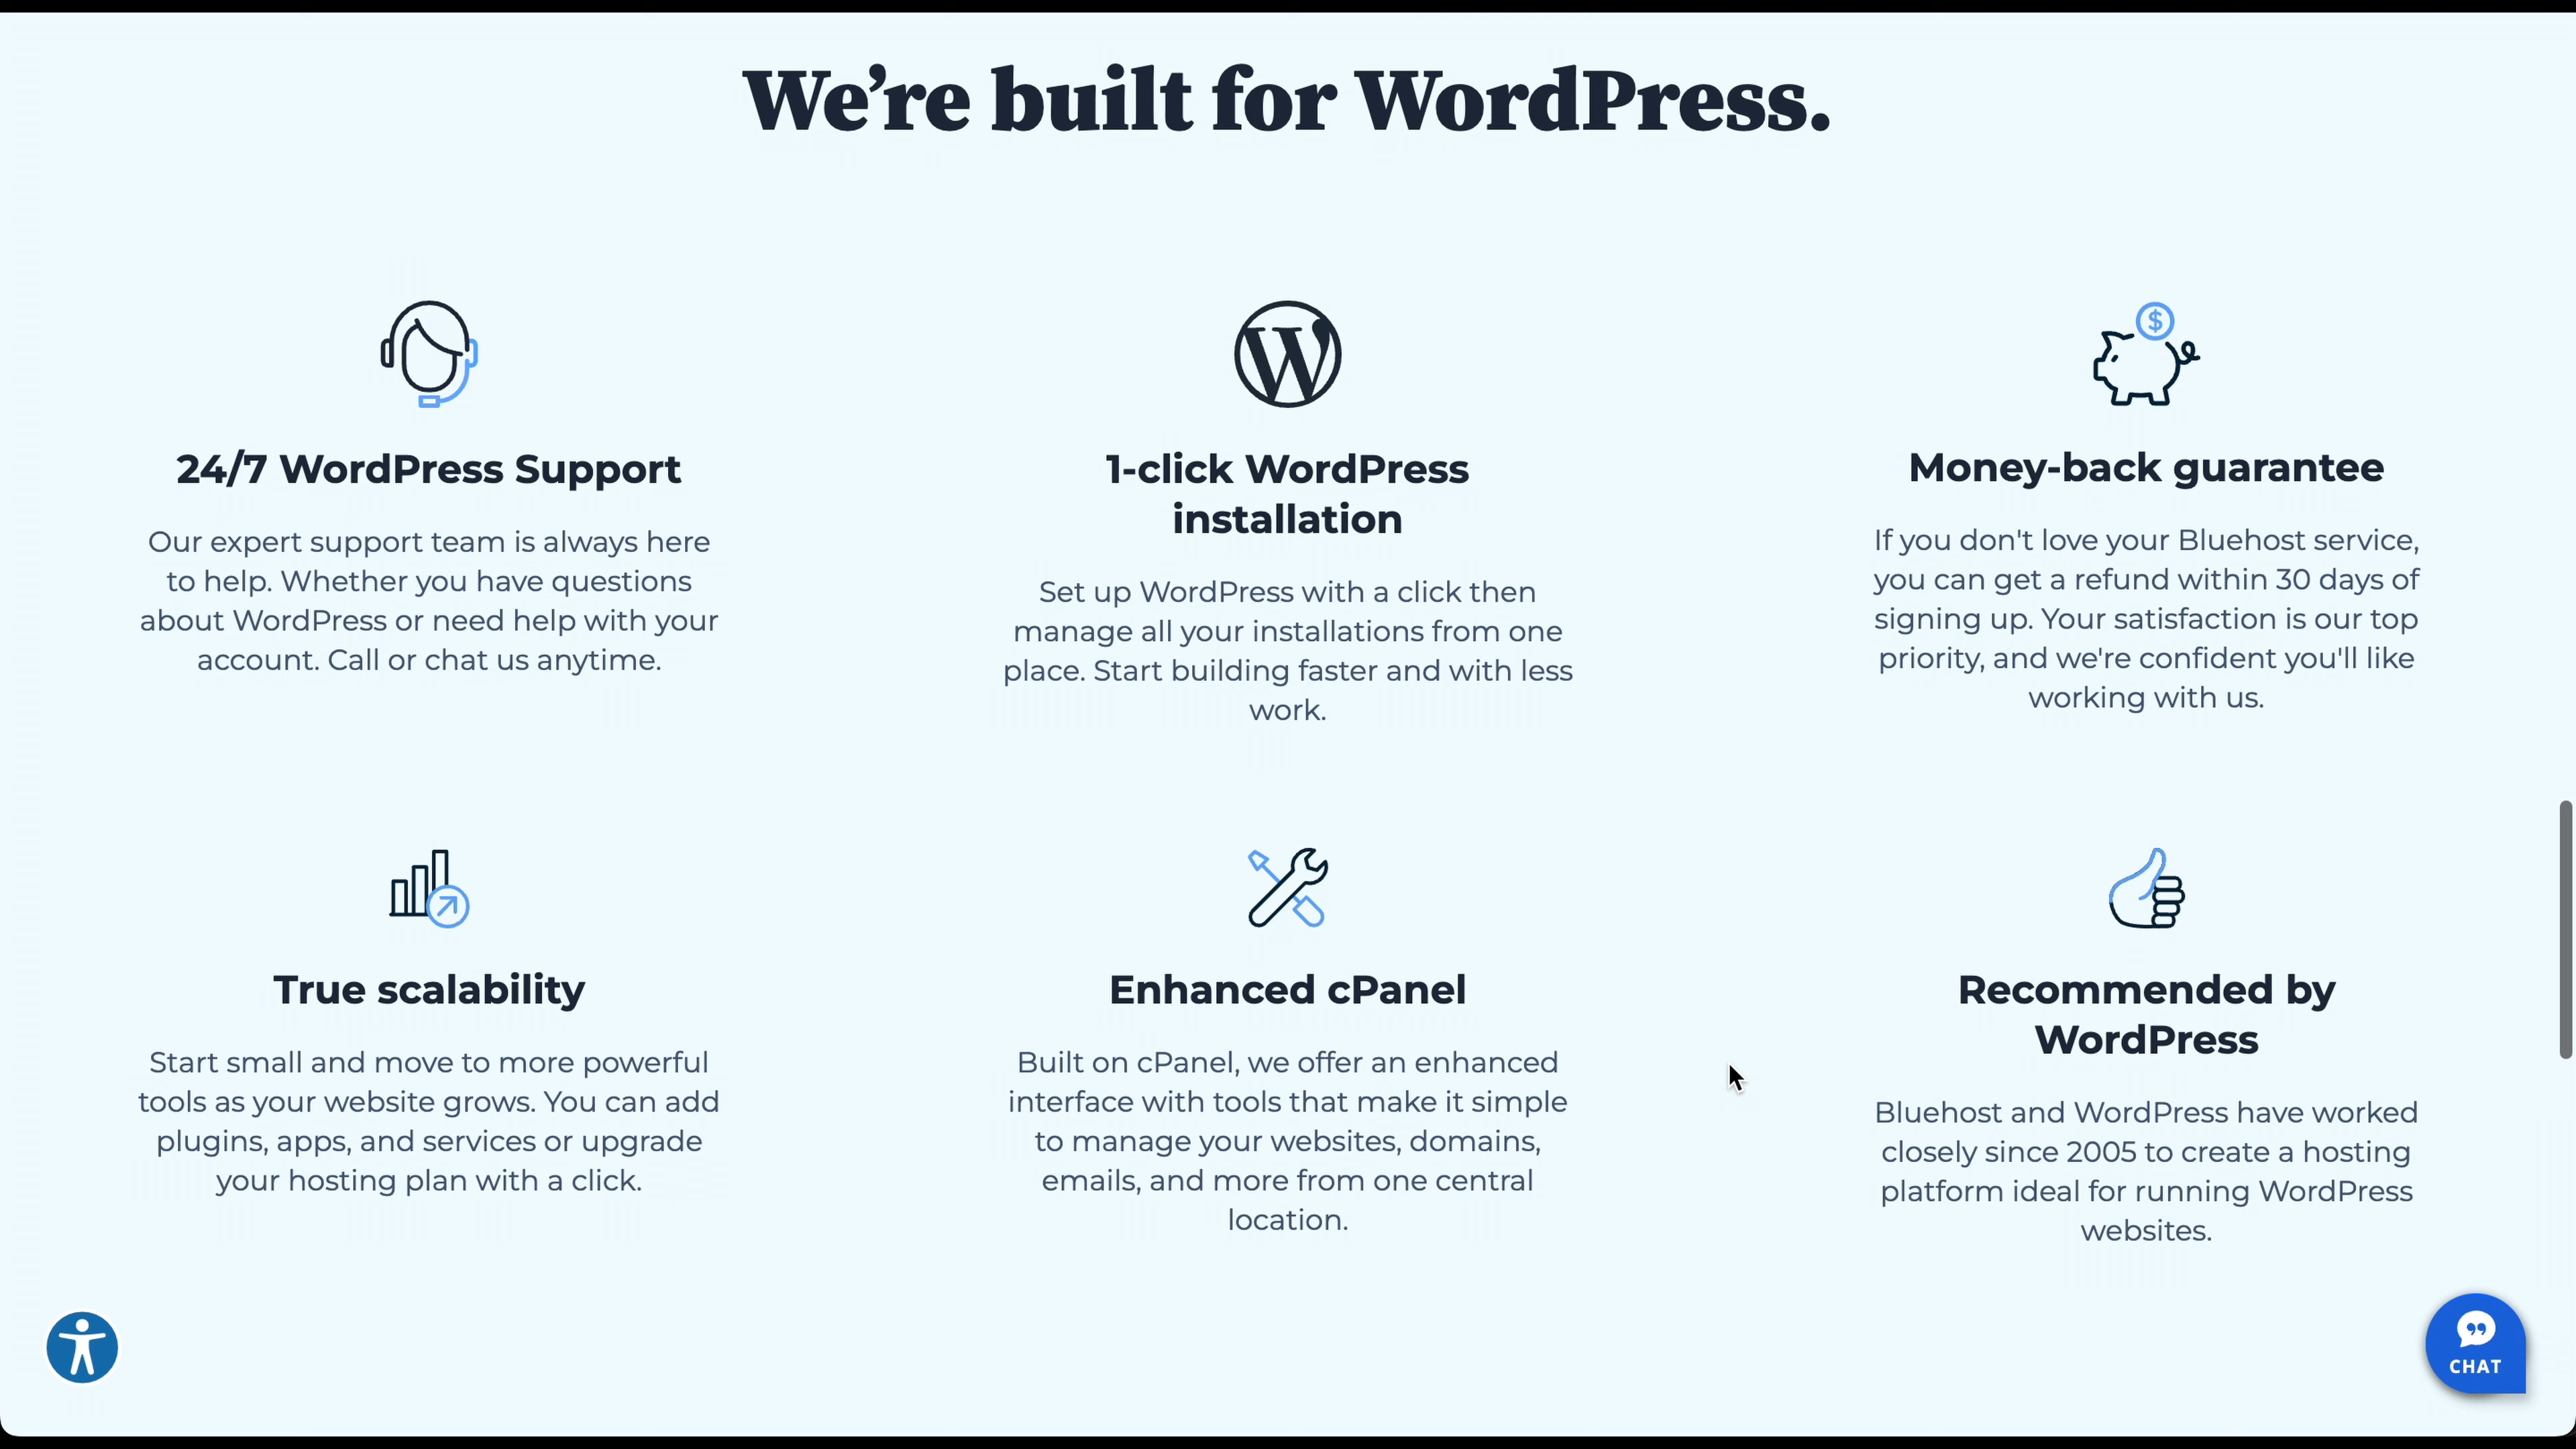 We’re built for WordPress.
24/7 WordPress Support
Our expert support team is always here
to help. Whether you have questions
about WordPress or need help with your
account. Call or chat us anytime.
1-click WordPress
installation
Set up WordPress with a click then
manage all your installations from one
place. Start building faster and with less
work.
$
Money-back guarantee
If you don't love your Bluehost service,
you can get a refund within 30 days of
signing up. Your satisfaction is our top
priority, and we're confident you'll like
working with us.
True scalability
Start small and move to more powerful
tools as your website grows. You can add
plugins, apps, and services or upgrade
your hosting plan with a click.
Enhanced cPanel
Built on cPanel, we offer an enhanced
interface with tools that make it simple
to manage your websites, domains,
emails, and more from one central
location.
Recommended by
WordPress
Bluehost and WordPress have worked
closely since 2005 to create a hosting
platform ideal for running WordPress
websites.
CHAT